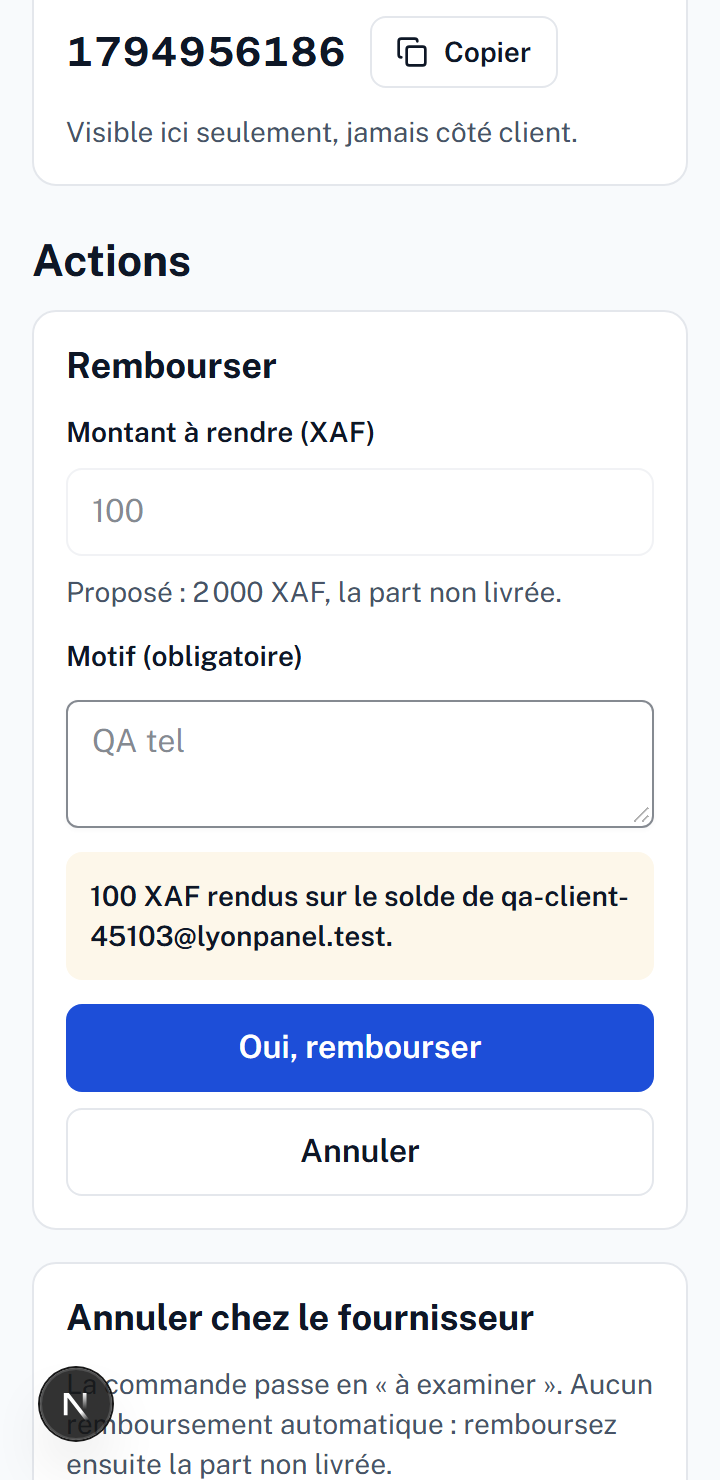 1794956186
Copier
Visible ici seulement, jamais côté client.
Actions
Rembourser
Montant à rendre (XAF)
100
Proposé : 2 000 XAF, la part non livrée.
Motif (obligatoire)
QA tel
100 XAF rendus sur le solde de qa-client-
45103@lyonpanel.test.
Oui, rembourser
Annuler
Annuler chez le fournisseur
La commande passe en « à examiner ». Aucun
remboursement automatique : remboursez
ensuite la part non livrée.
N